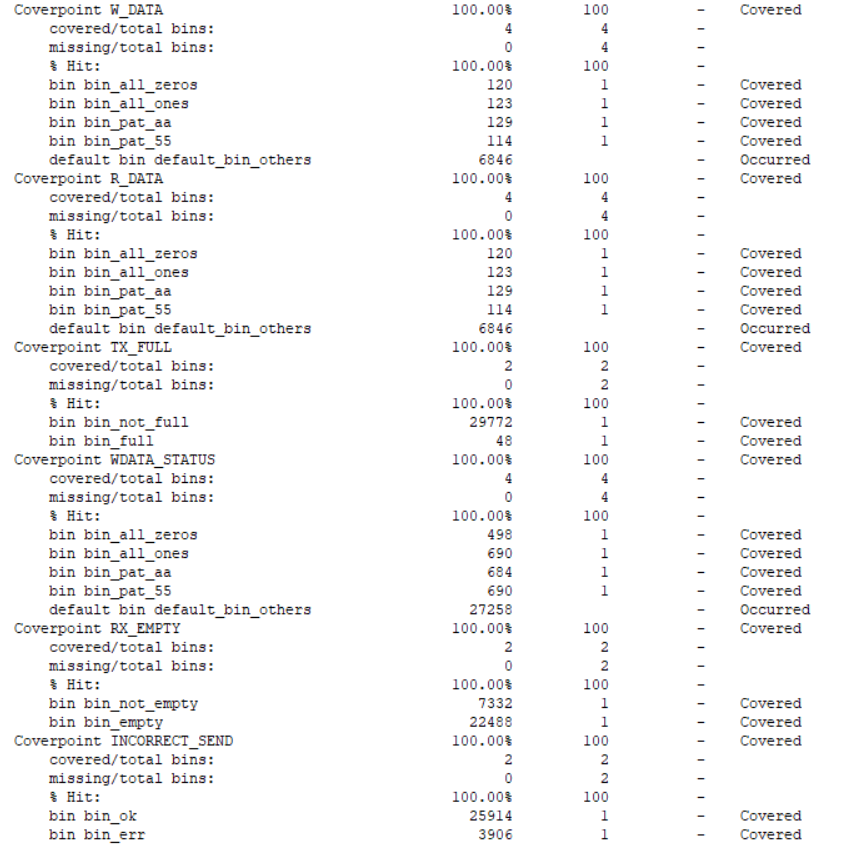 Coverpoint W_DATA 100.00% 100 - Covered
covered/total bins: 4 4 -
missing/total bins: 0 4 -
% Hit: 100.00% 100 -
bin bin_all_zeros 120 1 - Covered
bin bin_all_ones 123 1 - Covered
bin bin_pat_aa 129 1 - Covered
bin bin_pat_55 114 1 - Covered
default bin default_bin_others 6846 - Occurred
Coverpoint R_DATA 100.00% 100 - Covered
covered/total bins: 4 4 -
missing/total bins: 0 4 -
% Hit: 100.00% 100 -
bin bin_all_zeros 120 1 - Covered
bin bin_all_ones 123 1 - Covered
bin bin_pat_aa 129 1 - Covered
bin bin_pat_55 114 1 - Covered
default bin default_bin_others 6846 - Occurred
Coverpoint TX_FULL 100.00% 100 - Covered
covered/total bins: 2 2 -
missing/total bins: 0 2 -
% Hit: 100.00% 100 -
bin bin_not_full 29772 1 - Covered
bin bin_full 48 1 - Covered
Coverpoint WDATA_STATUS 100.00% 100 - Covered
covered/total bins: 4 4 -
missing/total bins: 0 4 -
% Hit: 100.00% 100 -
bin bin_all_zeros 498 1 - Covered
bin bin_all_ones 690 1 - Covered
bin bin_pat_aa 684 1 - Covered
bin bin_pat_55 690 1 - Covered
default bin default_bin_others 27258 - Occurred
Coverpoint RX_EMPTY 100.00% 100 - Covered
covered/total bins: 2 2 -
missing/total bins: 0 2 -
% Hit: 100.00% 100 -
bin bin_not_empty 7332 1 - Covered
bin bin_empty 22488 1 - Covered
Coverpoint INCORRECT_SEND 100.00% 100 - Covered
covered/total bins: 2 2 -
missing/total bins: 0 2 -
% Hit: 100.00% 100 -
bin bin_ok 25914 1 - Covered
bin bin_err 3906 1 - Covered